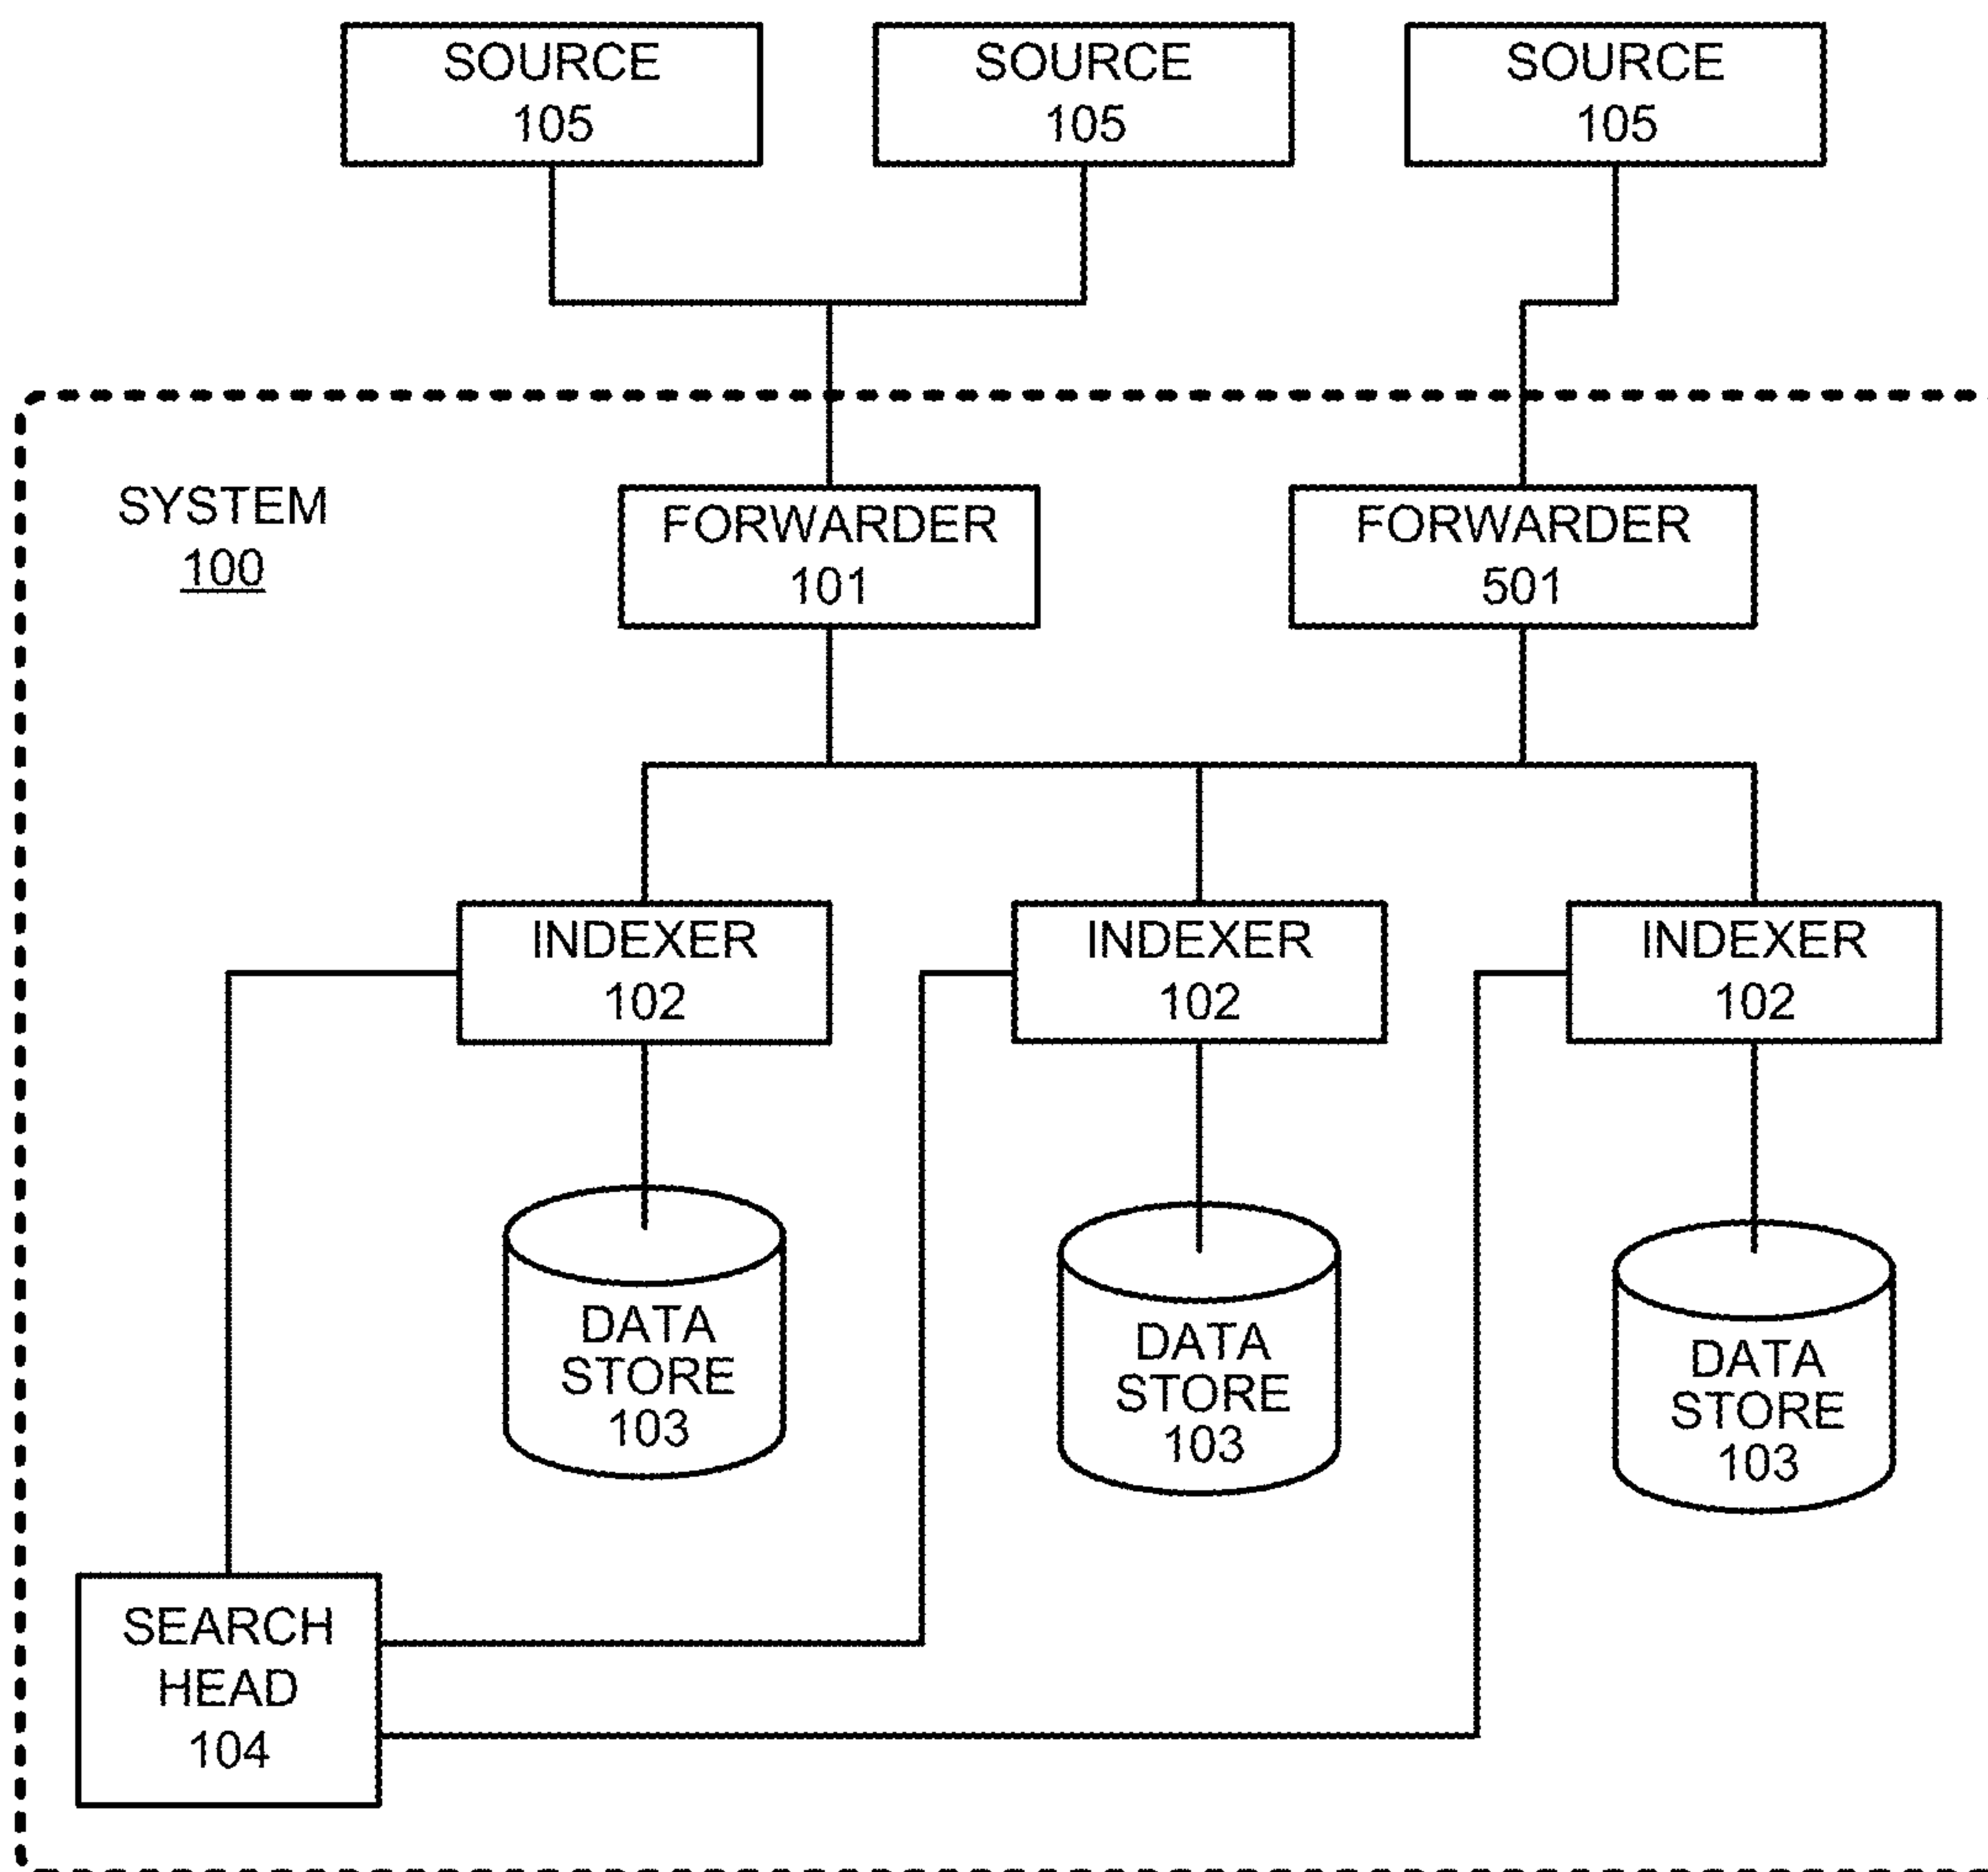 SOURCE
105
SOURCE
105
SOURCE
105
SYSTEM
100
FORWARDER
101
FORWARDER
501
INDEXER
102
INDEXER
102
INDEXER
102
DATA
STORE
103
DATA
STORE
103
DATA
STORE
103
SEARCH
HEAD
104